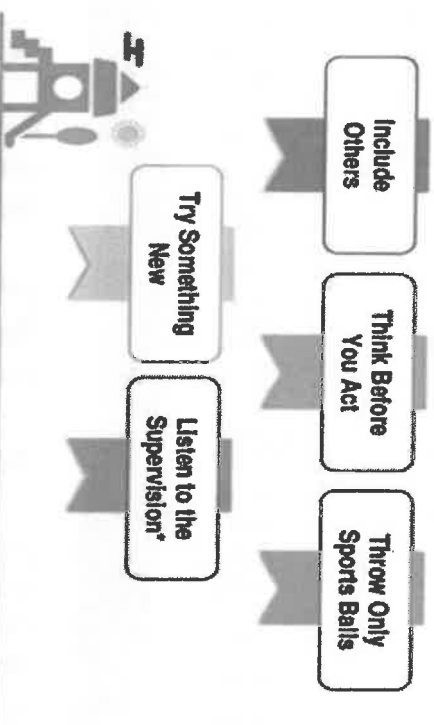 Include
Others
Think Before
You Act
Throw Only
Sports Balls
Try Something
New
Listen to the
Supervision*